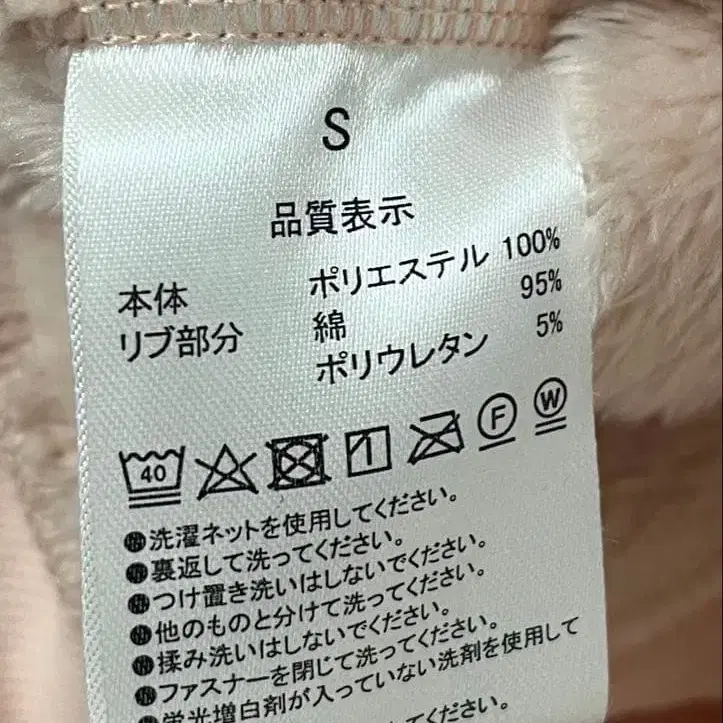 S
品質表示
本体 ポリエステル 100%
リブ部分 綿 95%
ポリウレタン 5%
40 F W
●洗濯ネットを使用してください。
●裏返して洗ってください。
●つけ置き洗いはしないでください。
●他のものと分けて洗ってください。
●揉み洗いはしないでください。
●ファスナーを閉じて洗ってください。
●蛍光増白剤が入っていない洗剤を使用して
てください。